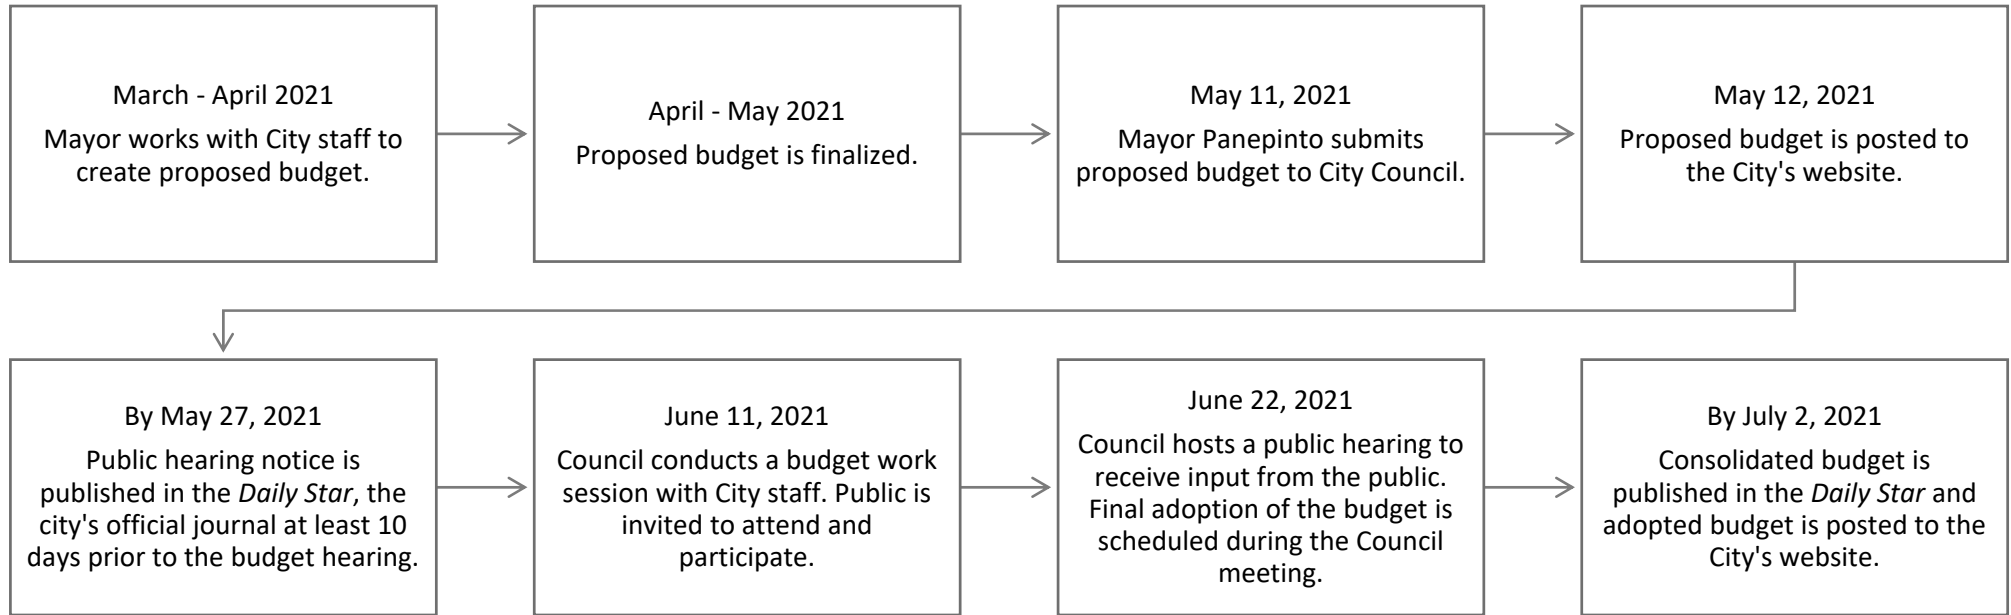 March - April 2021
Mayor works with City staff to
create proposed budget.
April - May 2021
Proposed budget is finalized.
May 11, 2021
Mayor Panepinto submits
proposed budget to City Council.
May 12, 2021
Proposed budget is posted to
the City's website.
By May 27, 2021
Public hearing notice is
published in the Daily Star, the
city's official journal at least 10
days prior to the budget hearing.
June 11, 2021
Council conducts a budget work
session with City staff. Public is
invited to attend and
participate.
June 22, 2021
Council hosts a public hearing to
receive input from the public.
Final adoption of the budget is
scheduled during the Council
meeting.
By July 2, 2021
Consolidated budget is
published in the Daily Star and
adopted budget is posted to the
City's website.